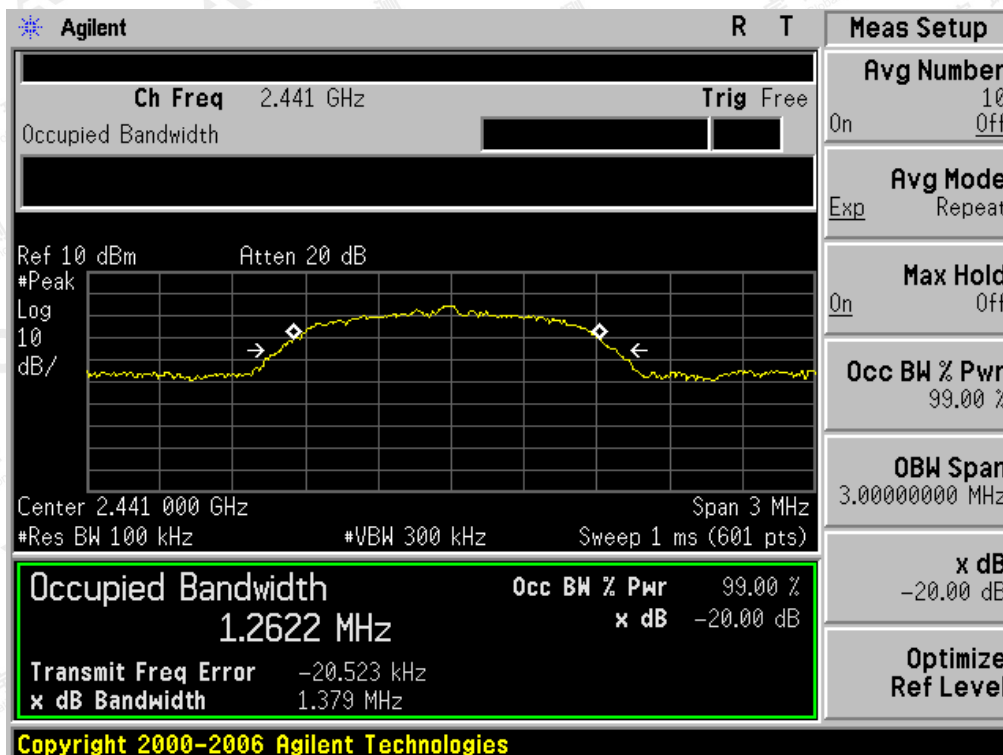 Agilent R T
Ch Freq 2.441 GHz Trig Free
Occupied Bandwidth
Ref 10 dBm Atten 20 dB
#Peak
Log
10
dB/
Center 2.441 000 GHz Span 3 MHz
#Res BW 100 kHz #VBW 300 kHz Sweep 1 ms (601 pts)
Occupied Bandwidth Occ BW % Pwr 99.00 %
1.2622 MHz x dB -20.00 dB
Transmit Freq Error -20.523 kHz
x dB Bandwidth 1.379 MHz
Copyright 2000-2006 Agilent Technologies
Meas Setup
Avg Number
10
On Off
Avg Mode
Exp Repeat
Max Hold
On Off
Occ BW % Pwr
99.00 %
OBW Span
3.00000000 MHz
x dB
-20.00 dB
Optimize
Ref Level